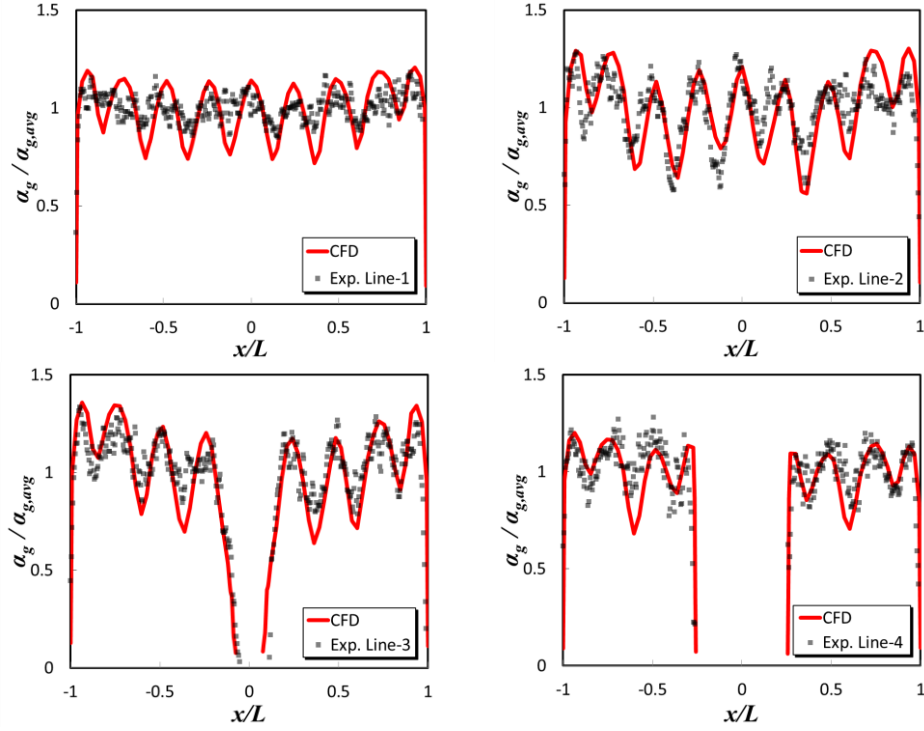 1.5
1
0.5
0
α_g / α_g,avg
CFD
Exp. Line-1
-1 -0.5 0 0.5 1
x/L
1.5
1
0.5
0
α_g / α_g,avg
CFD
Exp. Line-2
-1 -0.5 0 0.5 1
x/L
1.5
1
0.5
0
α_g / α_g,avg
CFD
Exp. Line-3
-1 -0.5 0 0.5 1
x/L
1.5
1
0.5
0
α_g / α_g,avg
CFD
Exp. Line-4
-1 -0.5 0 0.5 1
x/L